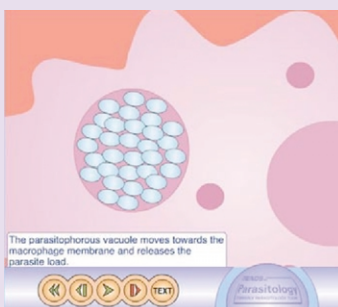 The parasitophorous vacuole moves towards the
macrophage membrane and releases the
parasite load.
TEXT
Parasitology